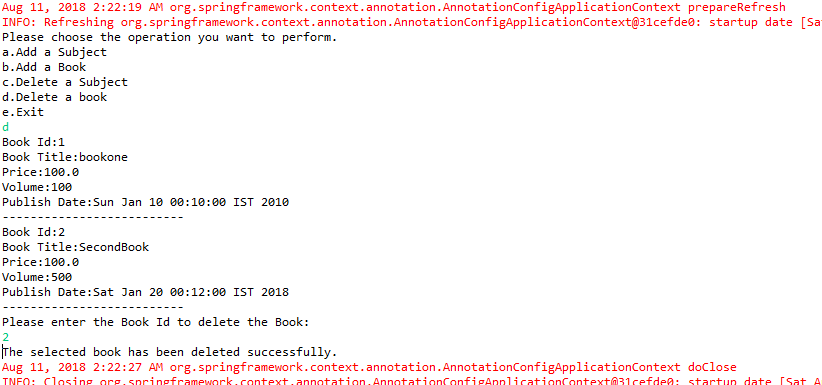 Aug 11, 2018 2:22:19 AM org.springframework.context.annotation.AnnotationConfigApplicationContext prepareRefresh
INFO: Refreshing org.springframework.context.annotation.AnnotationConfigApplicationContext@31cefde0: startup date [Sa
Please choose the operation you want to perform.
a.Add a Subject
b.Add a Book
c.Delete a Subject
d.Delete a book
e.Exit
d
Book Id:1
Book Title:bookone
Price:100.0
Volume:100
Publish Date:Sun Jan 10 00:10:00 IST 2010
--------------------------
Book Id:2
Book Title:SecondBook
Price:100.0
Volume:500
Publish Date:Sat Jan 20 00:12:00 IST 2018
--------------------------
Please enter the Book Id to delete the Book:
2
The selected book has been deleted successfully.
Aug 11, 2018 2:22:27 AM org.springframework.context.annotation.AnnotationConfigApplicationContext doClose
INFO: Closing org.springframework.context.annotation.AnnotationConfigApplicationContext@31cefde0: startup date [Sat A